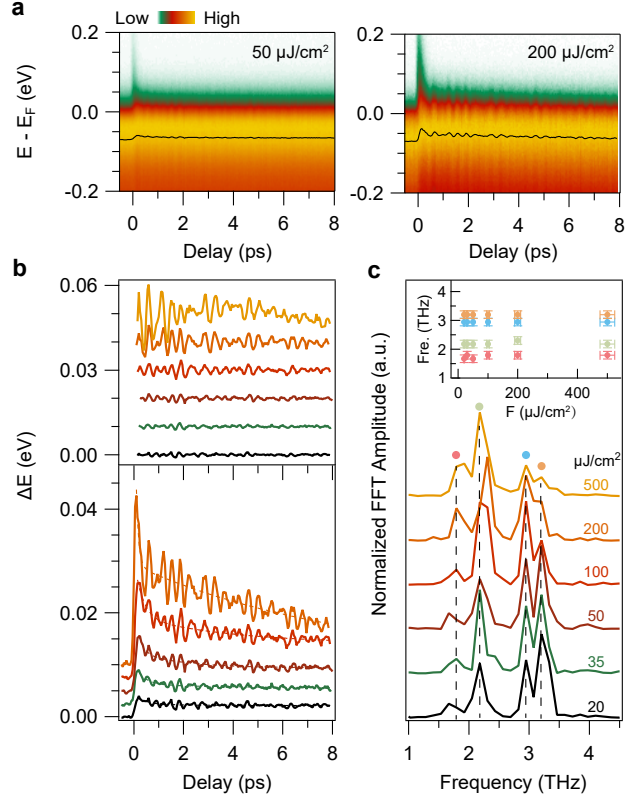 a
Low High
50 μJ/cm²
200 μJ/cm²
E - E_F (eV)
0.2
0.0
-0.2
0 2 4 6 8
Delay (ps)
0.2
0.0
-0.2
0 2 4 6 8
Delay (ps)
b
ΔE (eV)
0.06
0.04
0.02
0.00
0.04
0.02
0.00
0 2 4 6 8
Delay (ps)
c
Normalized FFT Amplitude (a.u.)
Fre. (THz)
4
3
2
1
0 200 400
F (μJ/cm²)
μJ/cm²
500
200
100
50
35
20
1 2 3 4
Frequency (THz)